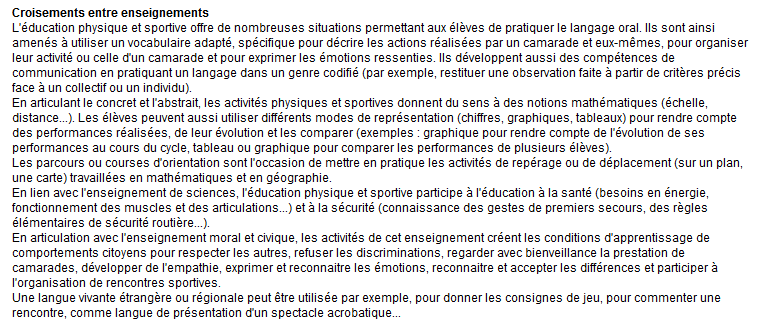 Croisements entre enseignements
L'éducation physique et sportive offre de nombreuses situations permettant aux élèves de pratiquer le langage oral. Ils sont ainsi
amenés à utiliser un vocabulaire adapté, spécifique pour décrire les actions réalisées par un camarade et eux-mêmes, pour organiser
leur activité ou celle d'un camarade et pour exprimer les émotions ressenties. Ils développent aussi des compétences de
communication en pratiquant un langage dans un genre codifié (par exemple, restituer une observation faite à partir de critères précis
face à un collectif ou un individu).
En articulant le concret et l'abstrait, les activités physiques et sportives donnent du sens à des notions mathématiques (échelle,
distance...). Les élèves peuvent aussi utiliser différents modes de représentation (chiffres, graphiques, tableaux) pour rendre compte
des performances réalisées, de leur évolution et les comparer (exemples : graphique pour rendre compte de l'évolution de ses
performances au cours du cycle, tableau ou graphique pour comparer les performances de plusieurs élèves).
Les parcours ou courses d'orientation sont l'occasion de mettre en pratique les activités de repérage ou de déplacement (sur un plan,
une carte) travaillées en mathématiques et en géographie.
En lien avec l'enseignement de sciences, l'éducation physique et sportive participe à l'éducation à la santé (besoins en énergie,
fonctionnement des muscles et des articulations...) et à la sécurité (connaissance des gestes de premiers secours, des règles
élémentaires de sécurité routière...).
En articulation avec l'enseignement moral et civique, les activités de cet enseignement créent les conditions d'apprentissage de
comportements citoyens pour respecter les autres, refuser les discriminations, regarder avec bienveillance la prestation de
camarades, développer de l'empathie, exprimer et reconnaitre les émotions, reconnaitre et accepter les différences et participer à
l'organisation de rencontres sportives.
Une langue vivante étrangère ou régionale peut être utilisée par exemple, pour donner les consignes de jeu, pour commenter une
rencontre, comme langue de présentation d'un spectacle acrobatique...